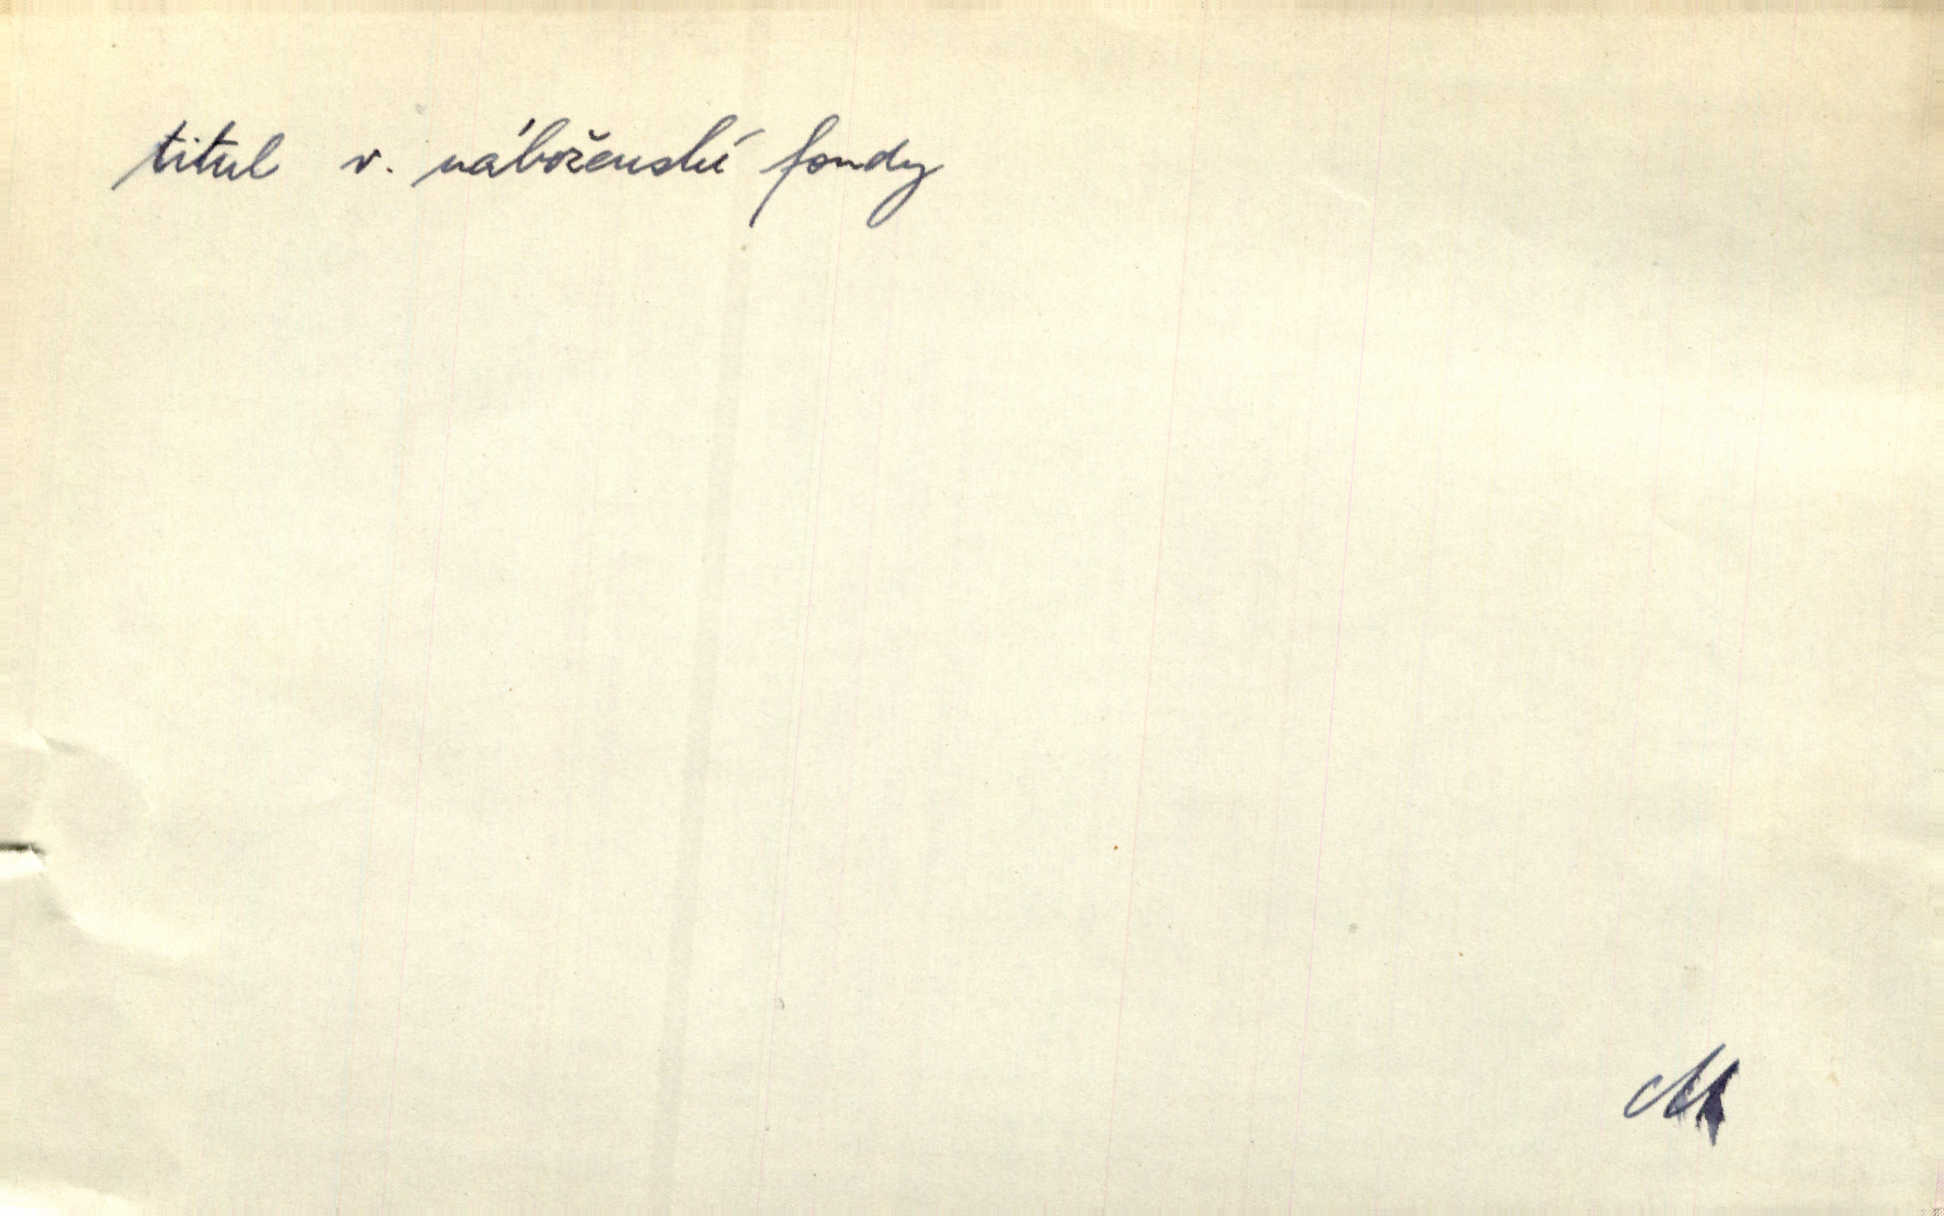 titul v. náboženské fondy
M